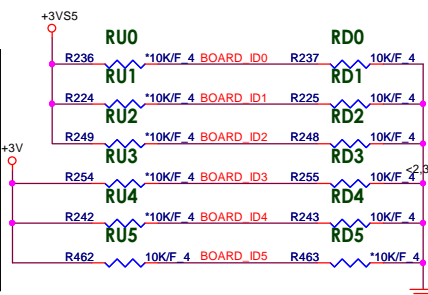 +3VS5
RU0 RD0
R236 *10K/F_4 BOARD_ID0 R237 10K/F_4
RU1 RD1
R224 *10K/F_4 BOARD_ID1 R225 10K/F_4
RU2 RD2
R249 *10K/F_4 BOARD_ID2 R248 10K/F_4
+3V RU3 RD3
<2,3
R254 *10K/F_4 BOARD_ID3 R255 10K/F_4
RU4 RD4
R242 *10K/F_4 BOARD_ID4 R243 10K/F_4
RU5 RD5
R462 10K/F_4 BOARD_ID5 R463 *10K/F_4